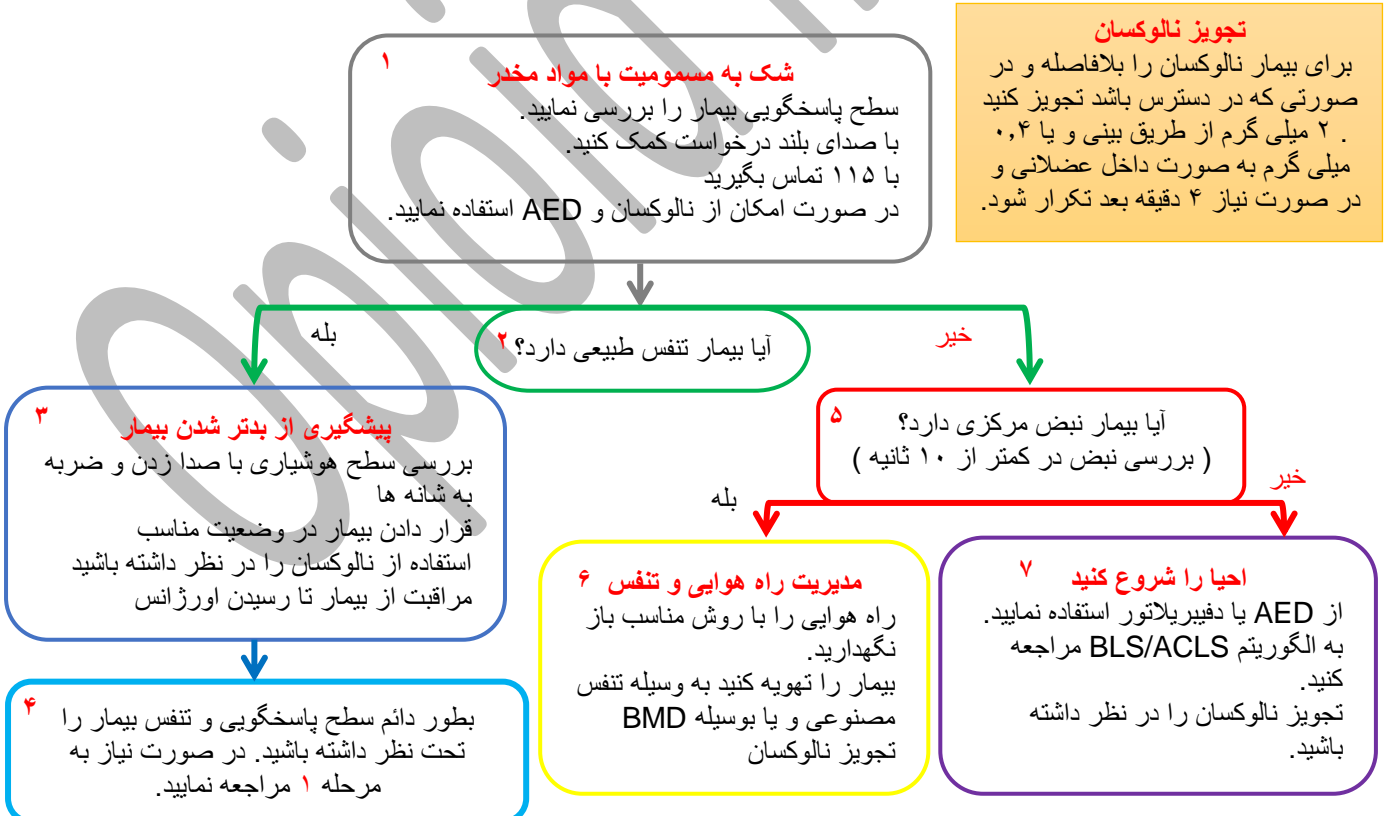 تجویز نالوکسان
برای بیمار نالوکسان را بلافاصله و در
صورتی که در دسترس باشد تجویز کنید
. ۲ میلی گرم از طریق بینی و یا ۰,۴
میلی گرم به صورت داخل عضلانی و
در صورت نیاز ۴ دقیقه بعد تکرار شود.
۱
شک به مسمومیت با مواد مخدر
سطح پاسخگویی بیمار را بررسی نمایید.
با صدای بلند درخواست کمک کنید.
با ۱۱۵ تماس بگیرید
در صورت امکان از نالوکسان و AED استفاده نمایید.
آیا بیمار تنفس طبیعی دارد؟ ۲
خیر
بله
۳
پیشگیری از بدتر شدن بیمار
بررسی سطح هوشیاری با صدا زدن و ضربه
به شانه ها
قرار دادن بیمار در وضعیت مناسب
استفاده از نالوکسان را در نظر داشته باشید
مراقبت از بیمار تا رسیدن اورژانس
۴
بطور دائم سطح پاسخگویی و تنفس بیمار را
تحت نظر داشته باشید. در صورت نیاز به
مرحله ۱ مراجعه نمایید.
۵
آیا بیمار نبض مرکزی دارد؟
( بررسی نبض در کمتر از ۱۰ ثانیه )
خیر
بله
مدیریت راه هوایی و تنفس ۶
راه هوایی را با روش مناسب باز
نگهدارید.
بیمار را تهویه کنید به وسیله تنفس
مصنوعی و یا بوسیله BMD
تجویز نالوکسان
احیا را شروع کنید ۷
از AED یا دفیبریلاتور استفاده نمایید.
به الگوریتم BLS/ACLS مراجعه
کنید.
تجویز نالوکسان را در نظر داشته
باشید.